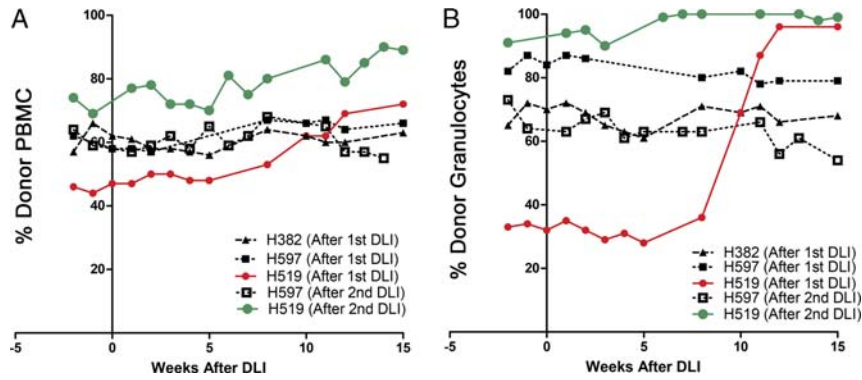 A
% Donor PBMC
100
80
60
40
20
H382 (After 1st DLI)
H597 (After 1st DLI)
H519 (After 1st DLI)
H597 (After 2nd DLI)
H519 (After 2nd DLI)
-5
0
5
10
15
Weeks After DLI
B
% Donor Granulocytes
100
80
60
40
20
H382 (After 1st DLI)
H597 (After 1st DLI)
H519 (After 1st DLI)
H597 (After 2nd DLI)
H519 (After 2nd DLI)
-5
0
5
10
15
Weeks After DLI